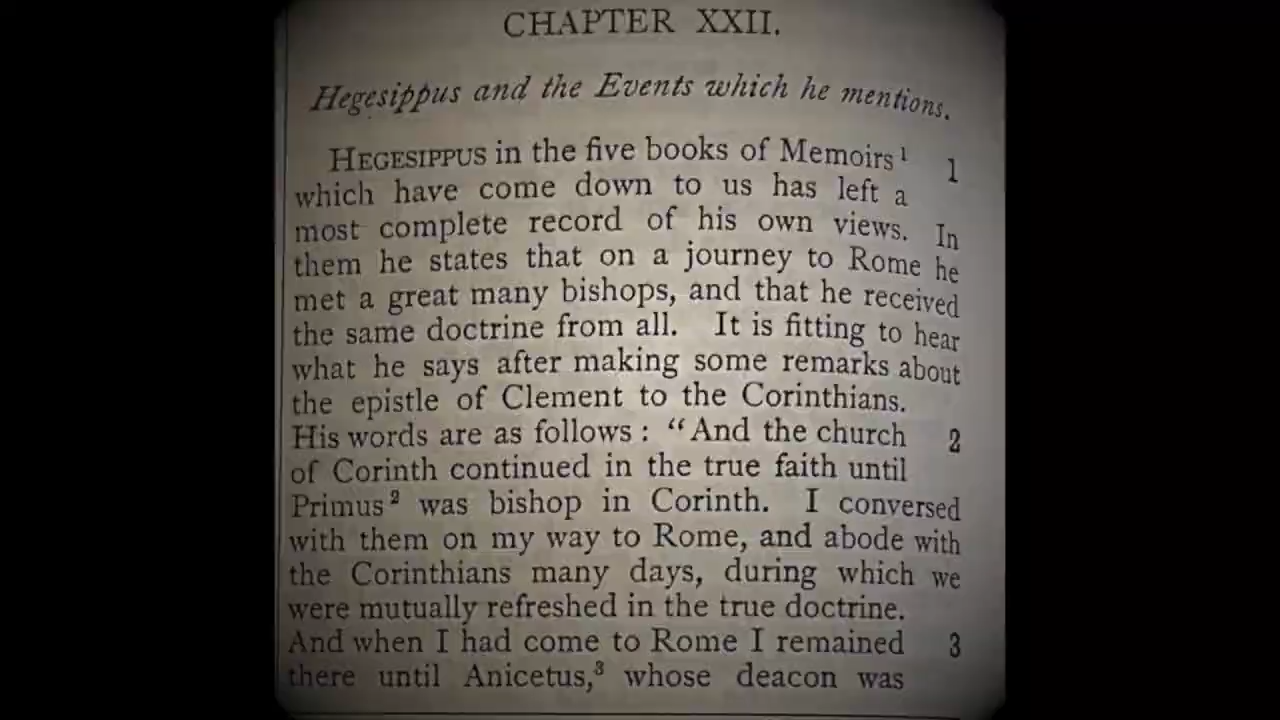 CHAPTER XXII.
Hegesippus and the Events which he mentions.
HEGESIPPUS in the five books of Memoirs¹ 1
which have come down to us has left a
most complete record of his own views. In
them he states that on a journey to Rome he
met a great many bishops, and that he received
the same doctrine from all. It is fitting to hear
what he says after making some remarks about
the epistle of Clement to the Corinthians.
His words are as follows : “And the church 2
of Corinth continued in the true faith until
Primus² was bishop in Corinth. I conversed
with them on my way to Rome, and abode with
the Corinthians many days, during which we
were mutually refreshed in the true doctrine.
And when I had come to Rome I remained 3
there until Anicetus,³ whose deacon was